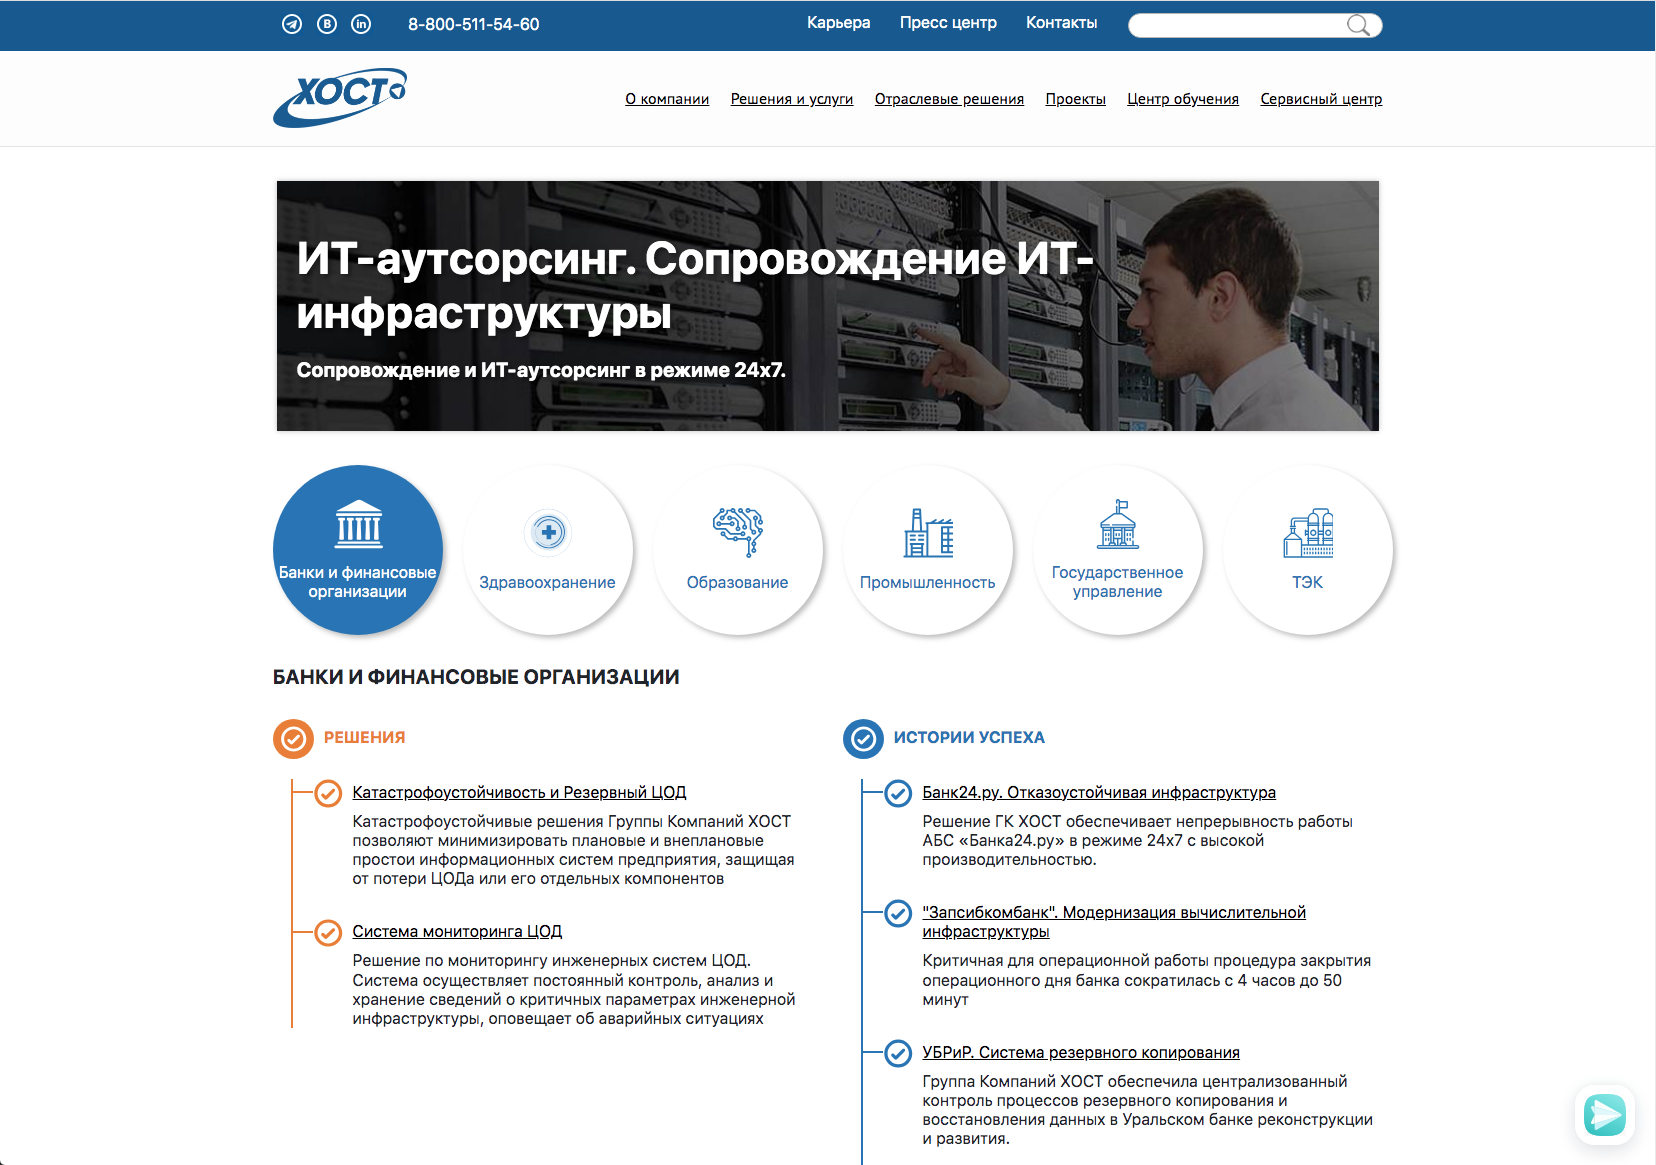 8-800-511-54-60
Карьера
Пресс центр
Контакты
ХОСТ
О компании
Решения и услуги
Отраслевые решения
Проекты
Центр обучения
Сервисный центр
ИТ-аутсорсинг. Сопровождение ИТ-
инфраструктуры
Сопровождение и ИТ-аутсорсинг в режиме 24x7.
Банки и финансовые
организации
Здравоохранение
Образование
Промышленность
Государственное
управление
ТЭК
БАНКИ И ФИНАНСОВЫЕ ОРГАНИЗАЦИИ
РЕШЕНИЯ
Катастрофоустойчивость и Резервный ЦОД
Катастрофоустойчивые решения Группы Компаний ХОСТ
позволяют минимизировать плановые и внеплановые
простои информационных систем предприятия, защищая
от потери ЦОДа или его отдельных компонентов
Система мониторинга ЦОД
Решение по мониторингу инженерных систем ЦОД.
Система осуществляет постоянный контроль, анализ и
хранение сведений о критичных параметрах инженерной
инфраструктуры, оповещает об аварийных ситуациях
ИСТОРИИ УСПЕХА
Банк24.ру. Отказоустойчивая инфраструктура
Решение ГК ХОСТ обеспечивает непрерывность работы
АБС «Банка24.ру» в режиме 24x7 с высокой
производительностью.
"Запсибкомбанк". Модернизация вычислительной
инфраструктуры
Критичная для операционной работы процедура закрытия
операционного дня банка сократилась с 4 часов до 50
минут
УБРиР. Система резервного копирования
Группа Компаний ХОСТ обеспечила централизованный
контроль процессов резервного копирования и
восстановления данных в Уральском банке реконструкции
и развития.